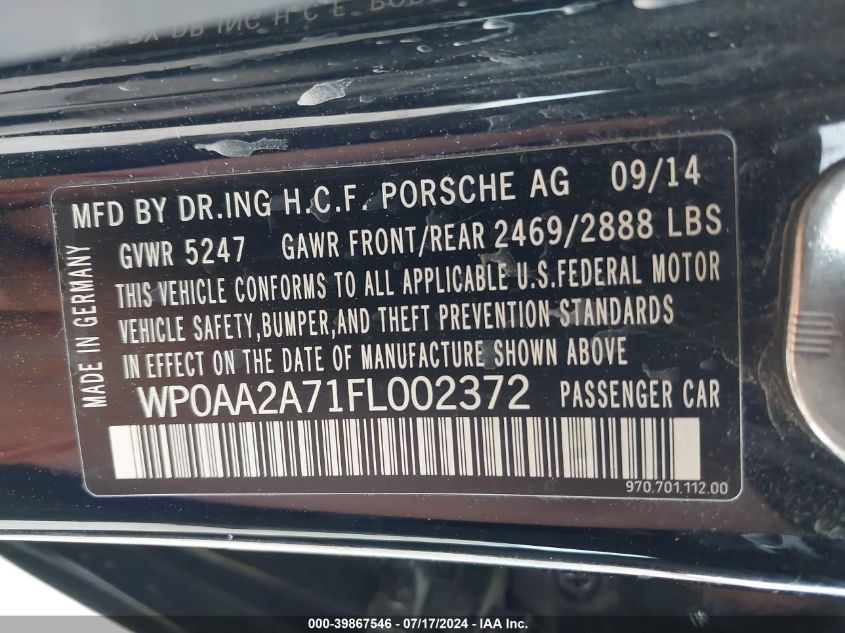 MFD BY DR.ING H.C.F. PORSCHE AG 09/14
GVWR 5247 GAWR FRONT/REAR 2469/2888 LBS
THIS VEHICLE CONFORMS TO ALL APPLICABLE U.S.FEDERAL MOTOR
VEHICLE SAFETY,BUMPER,AND THEFT PREVENTION STANDARDS
IN EFFECT ON THE DATE OF MANUFACTURE SHOWN ABOVE
WP0AA2A71FL002372 PASSENGER CAR
MADE IN GERMANY
970.701.112.00
000-39867546 - 07/17/2024 - IAA Inc.